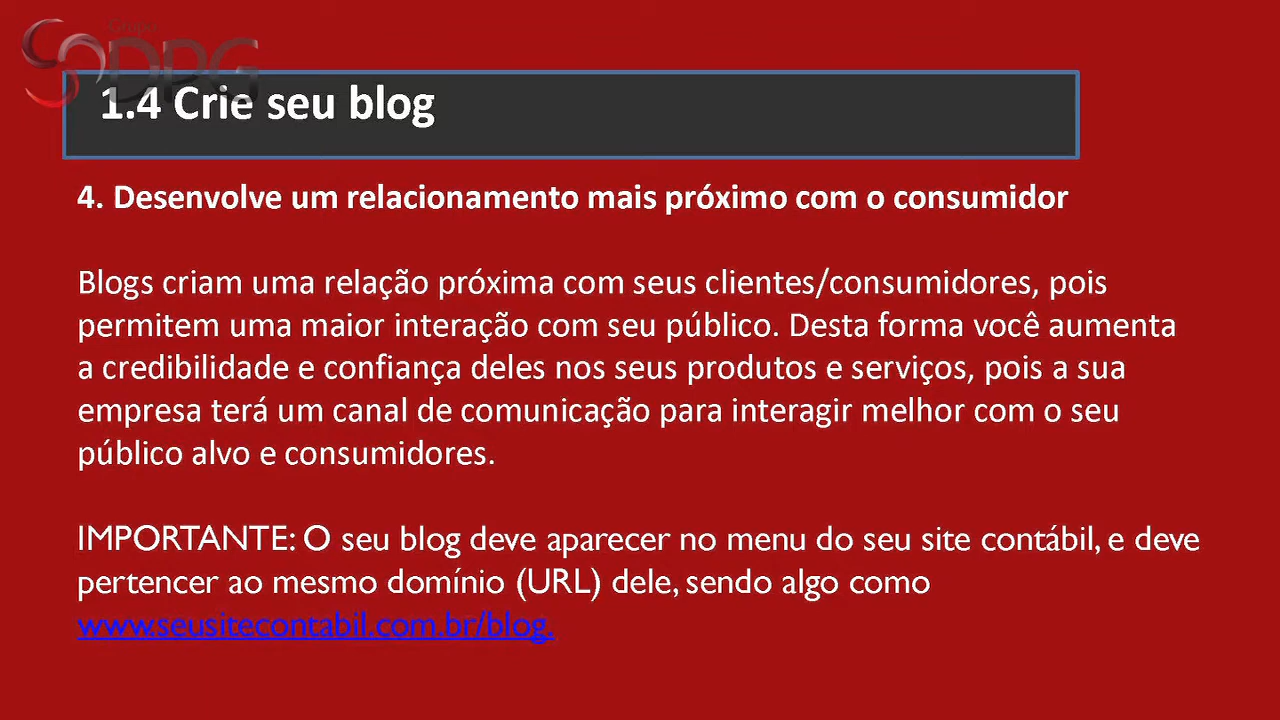 Grupo
DPG
1.4 Crie seu blog
4. Desenvolve um relacionamento mais próximo com o consumidor
Blogs criam uma relação próxima com seus clientes/consumidores, pois
permitem uma maior interação com seu público. Desta forma você aumenta
a credibilidade e confiança deles nos seus produtos e serviços, pois a sua
empresa terá um canal de comunicação para interagir melhor com o seu
público alvo e consumidores.
IMPORTANTE: O seu blog deve aparecer no menu do seu site contábil, e deve
pertencer ao mesmo domínio (URL) dele, sendo algo como
www.seusitecontabil.com.br/blog.